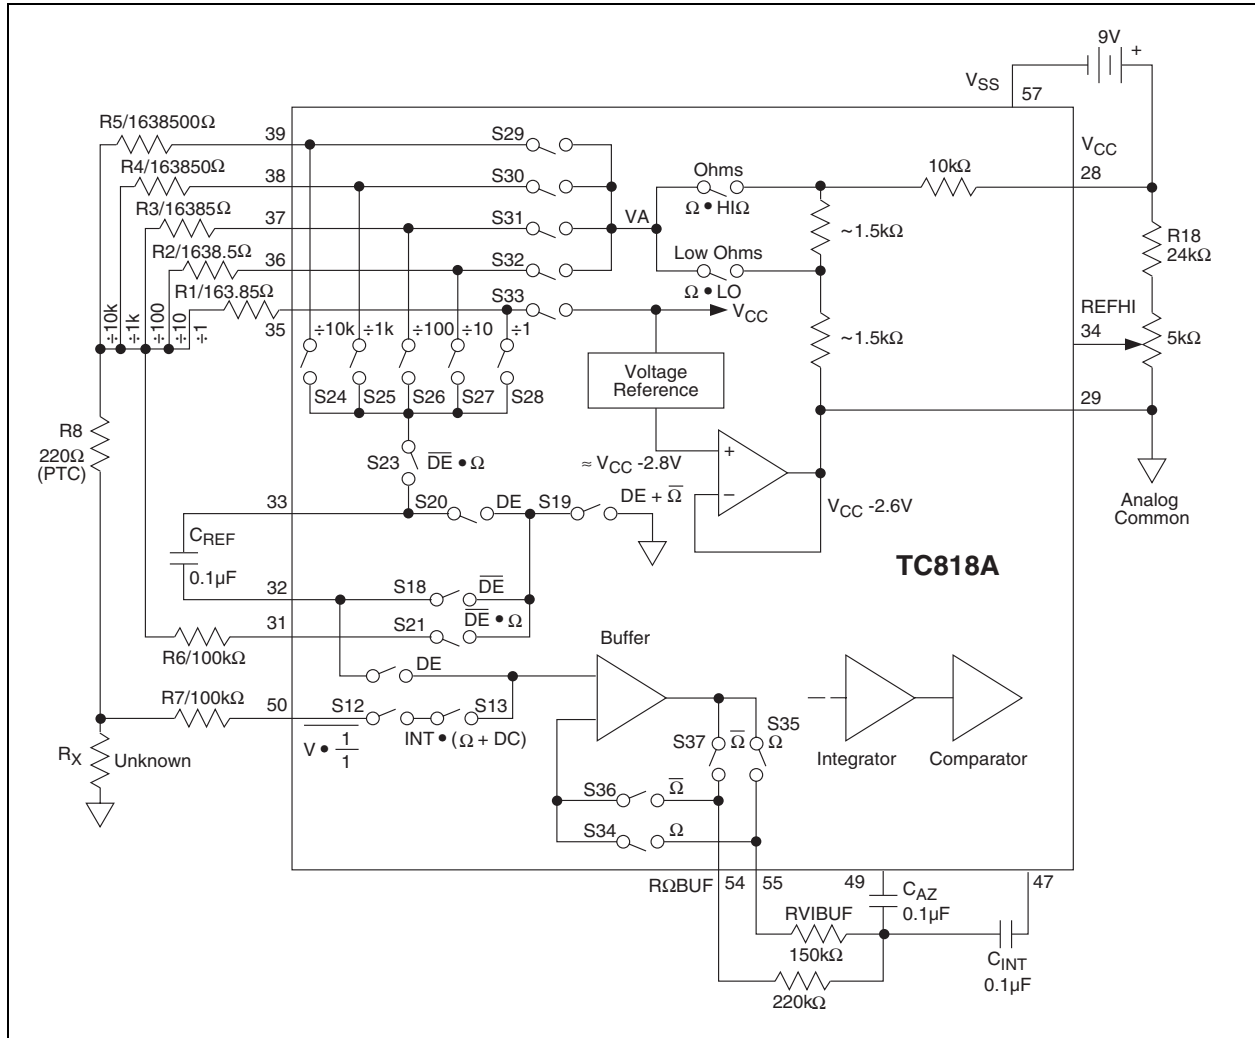 9V
+
VSS
57
R5/1638500Ω
39
S29
VCC
R4/163850Ω
38
S30
Ohms
Ω • HIΩ
10kΩ
28
R3/16385Ω
37
S31
VA
~1.5kΩ
R18
24kΩ
R2/1638.5Ω
36
S32
Low Ohms
Ω • LO
R1/163.85Ω
35
S33
VCC
REFHI
34
5kΩ
÷10k
÷1k
÷100
÷10
÷1
÷10k
÷1k
÷100
÷10
÷1
~1.5kΩ
Voltage
Reference
S24
S25
S26
S27
S28
29
R8
220Ω
(PTC)
S23
D̅E̅ • Ω
≈ VCC -2.8V
+
–
VCC -2.6V
Analog
Common
33
S20
DE
S19
DE + Ω̅
CREF
0.1µF
TC818A
32
S18
D̅E̅
31
S21
D̅E̅ • Ω
R6/100kΩ
Buffer
DE
R7/100kΩ
50
S12
S13
V̅ •̅ 1̅/̅1̅
INT • (Ω + DC)
S37
Ω̅
S35
Ω
Integrator
Comparator
RX
Unknown
S36
Ω̅
S34
Ω
RΩBUF
54
55
49
47
CAZ
0.1µF
RVIBUF
150kΩ
CINT
0.1µF
220kΩ